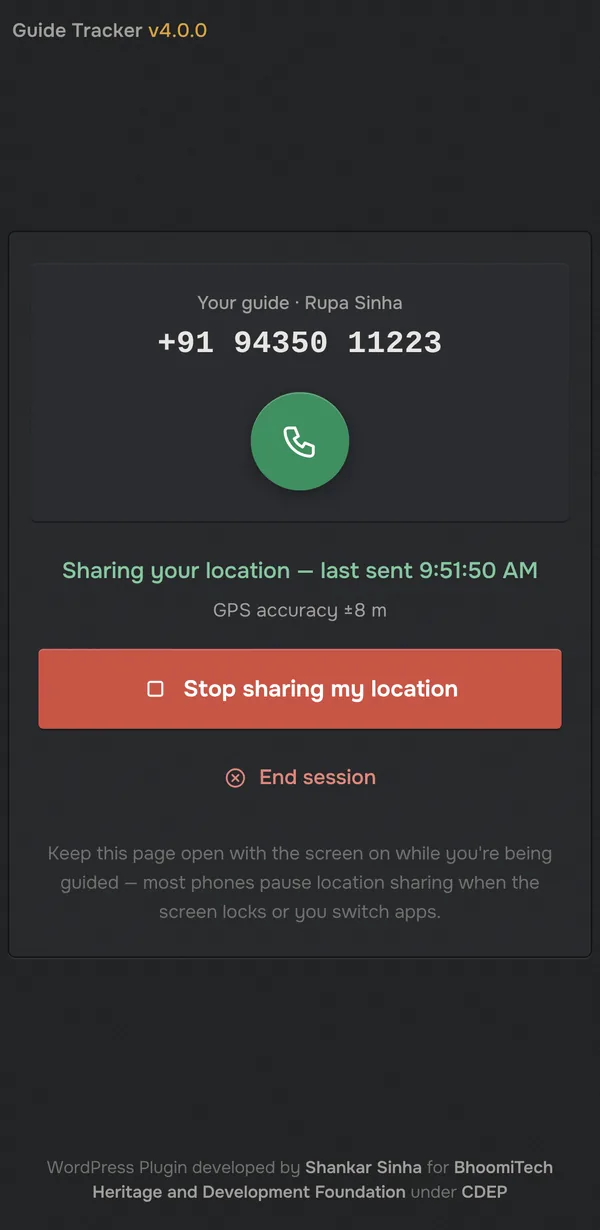 Guide Tracker v4.0.0
Your guide · Rupa Sinha
+91 94350 11223
Sharing your location — last sent 9:51:50 AM
GPS accuracy ±8 m
Stop sharing my location
End session
Keep this page open with the screen on while you're being
guided — most phones pause location sharing when the
screen locks or you switch apps.
WordPress Plugin developed by Shankar Sinha for BhoomiTech
Heritage and Development Foundation under CDEP